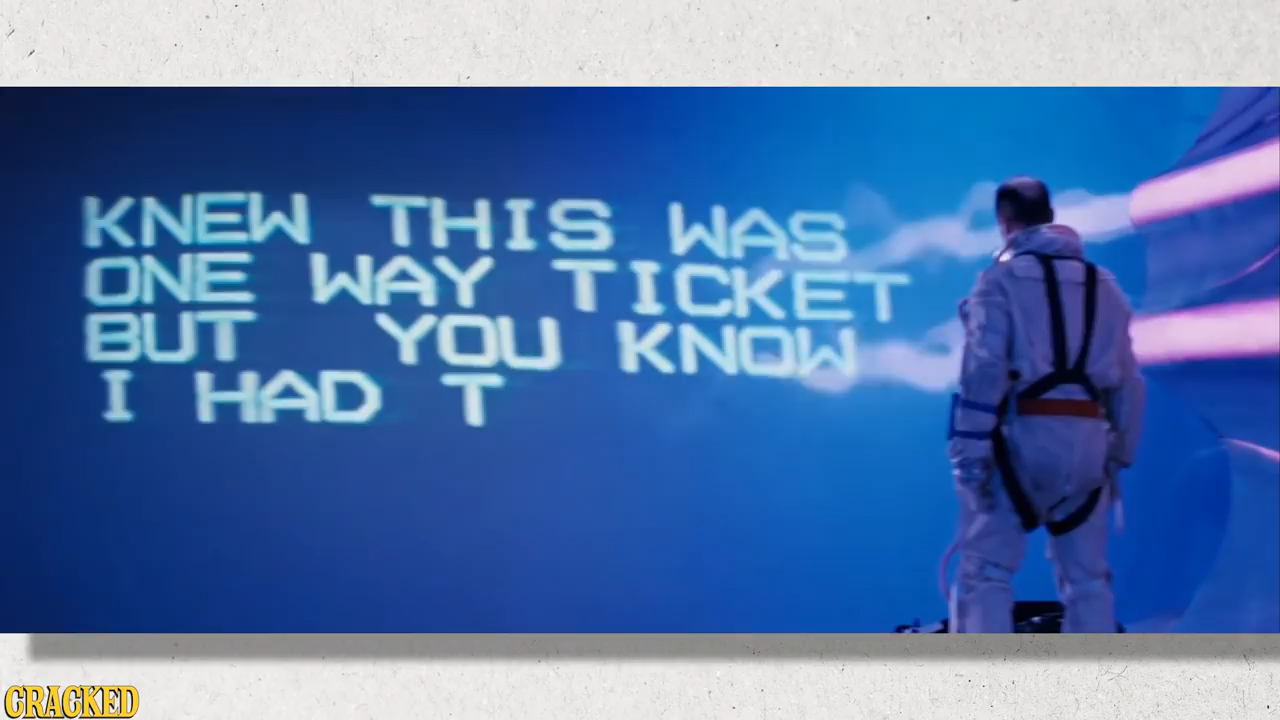 KNEW THIS WAS
ONE WAY TICKET
BUT YOU KNOW
I HAD T
CRACKED